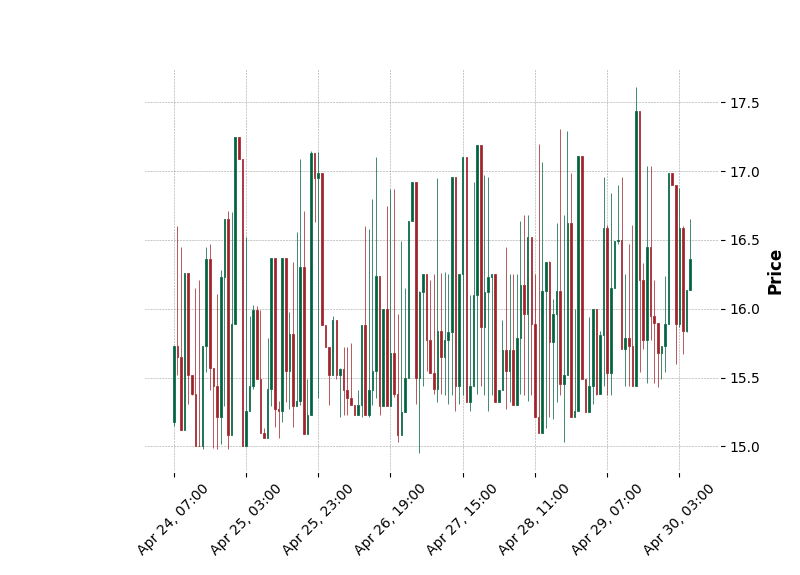 17.5
17.0
16.5
16.0
15.5
15.0
Price
Apr 24, 07:00
Apr 25, 03:00
Apr 25, 23:00
Apr 26, 19:00
Apr 27, 15:00
Apr 28, 11:00
Apr 29, 07:00
Apr 30, 03:00